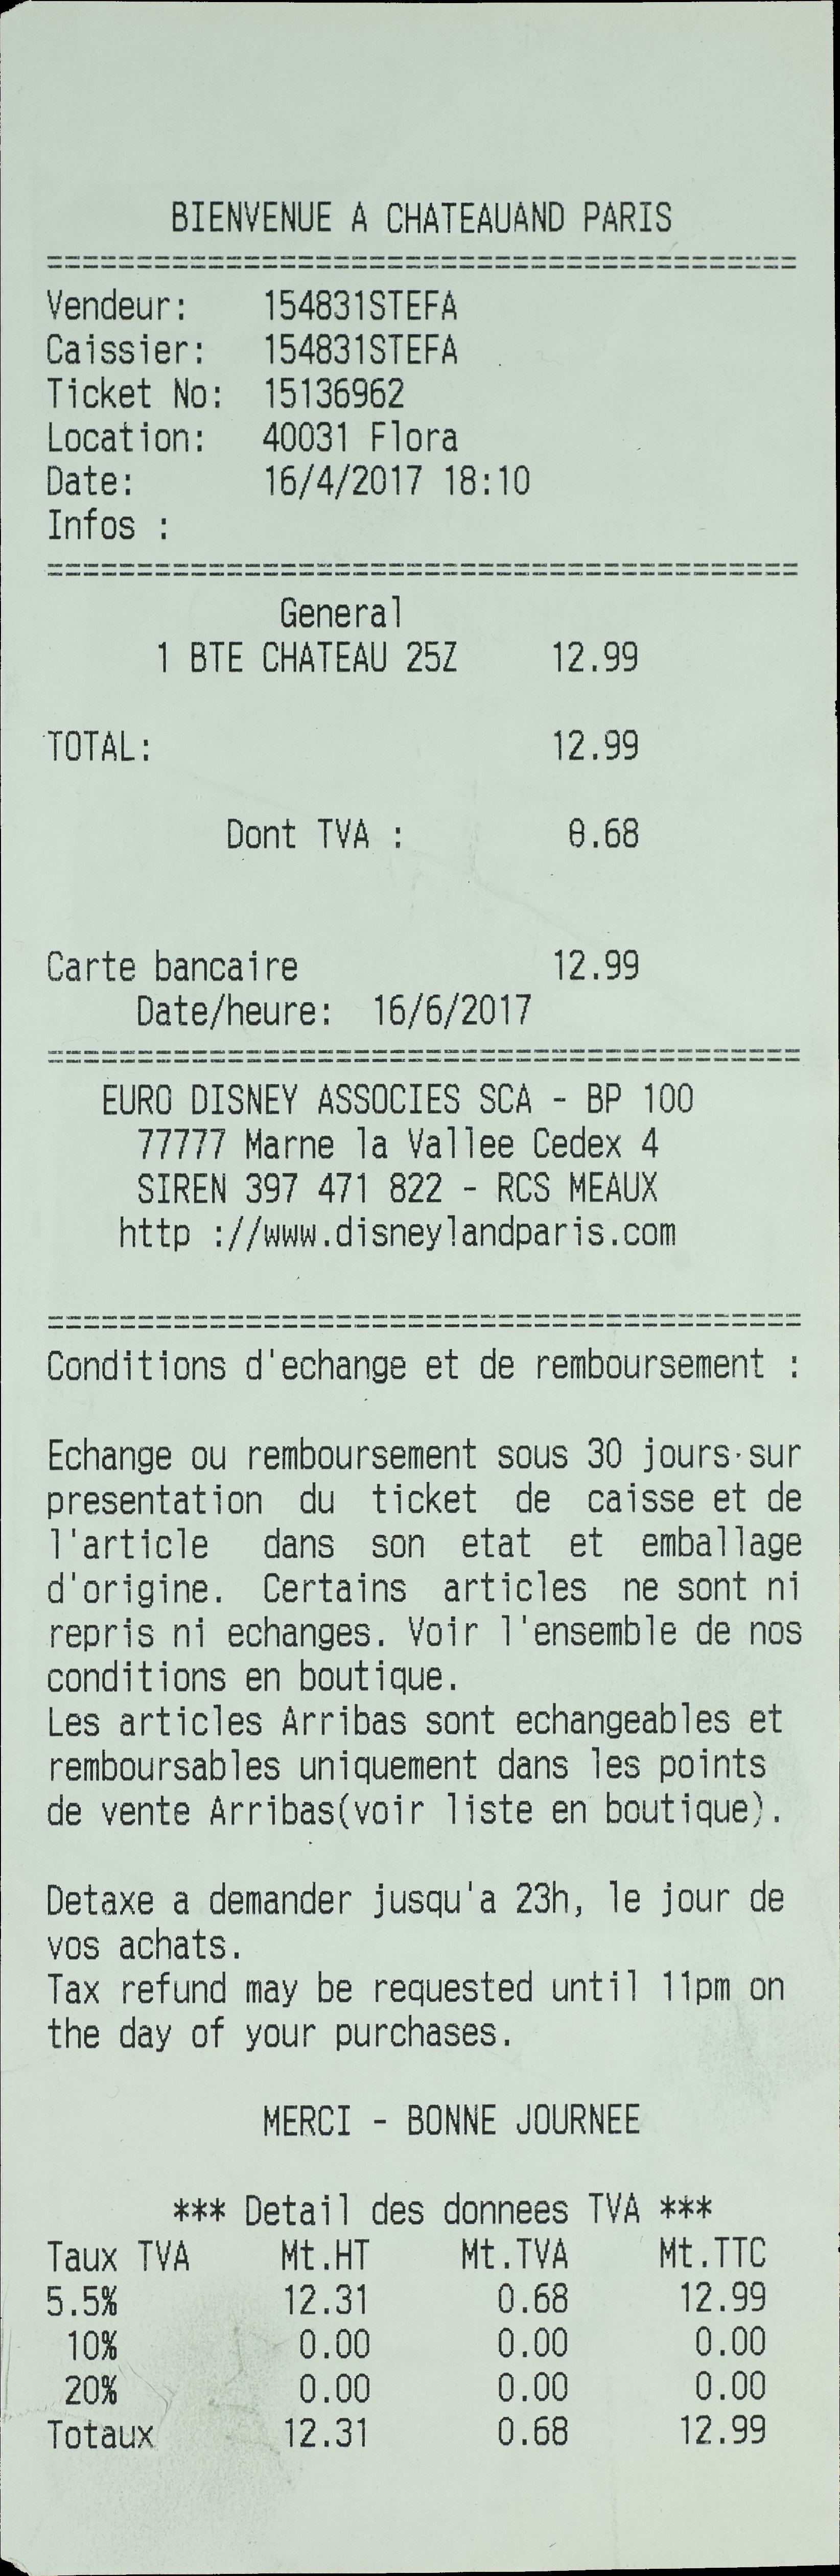 BIENVENUE A CHATEAUAND PARIS
==========================================
Vendeur: 154831STEFA
Caissier: 154831STEFA
Ticket No: 15136962
Location: 40031 Flora
Date: 16/4/2017 18:10
Infos :
==========================================
General
1 BTE CHATEAU 25Z 12.99
TOTAL: 12.99
Dont TVA : 0.68
Carte bancaire 12.99
Date/heure: 16/6/2017
==========================================
EURO DISNEY ASSOCIES SCA - BP 100
77777 Marne la Vallee Cedex 4
SIREN 397 471 822 - RCS MEAUX
http ://www.disneylandparis.com
==========================================
Conditions d'echange et de remboursement :
Echange ou remboursement sous 30 jours sur
presentation du ticket de caisse et de
l'article dans son etat et emballage
d'origine. Certains articles ne sont ni
repris ni echanges. Voir l'ensemble de nos
conditions en boutique.
Les articles Arribas sont echangeables et
remboursables uniquement dans les points
de vente Arribas(voir liste en boutique).
Detaxe a demander jusqu'a 23h, le jour de
vos achats.
Tax refund may be requested until 11pm on
the day of your purchases.
MERCI - BONNE JOURNEE
*** Detail des donnees TVA ***
Taux TVA Mt.HT Mt.TVA Mt.TTC
5.5% 12.31 0.68 12.99
10% 0.00 0.00 0.00
20% 0.00 0.00 0.00
Totaux 12.31 0.68 12.99